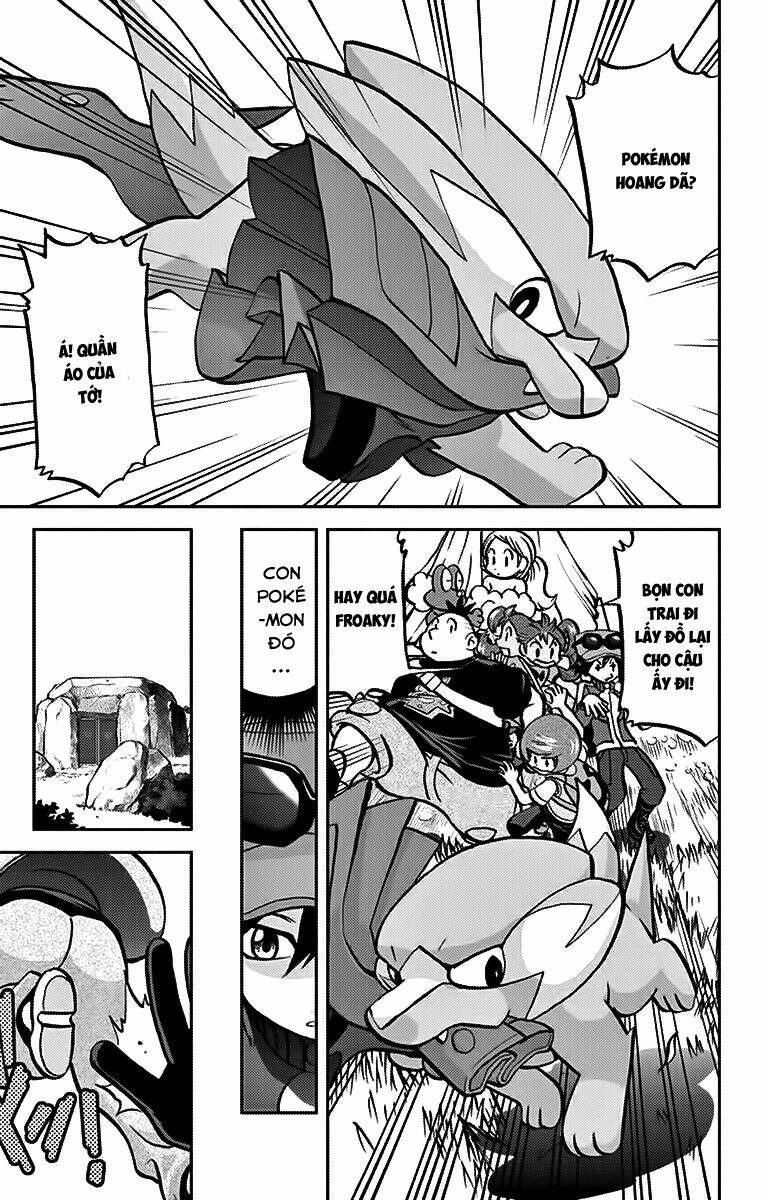 POKÉMON
HOANG DÃ?
Á! QUẦN
ÁO CỦA
TỚ!
BỌN CON
TRAI ĐI
LẤY ĐỒ LẠI
CHO CẬU
ẤY ĐI!
HAY QUÁ
FROAKY!
CON
POKÉ
-MON
ĐÓ
...